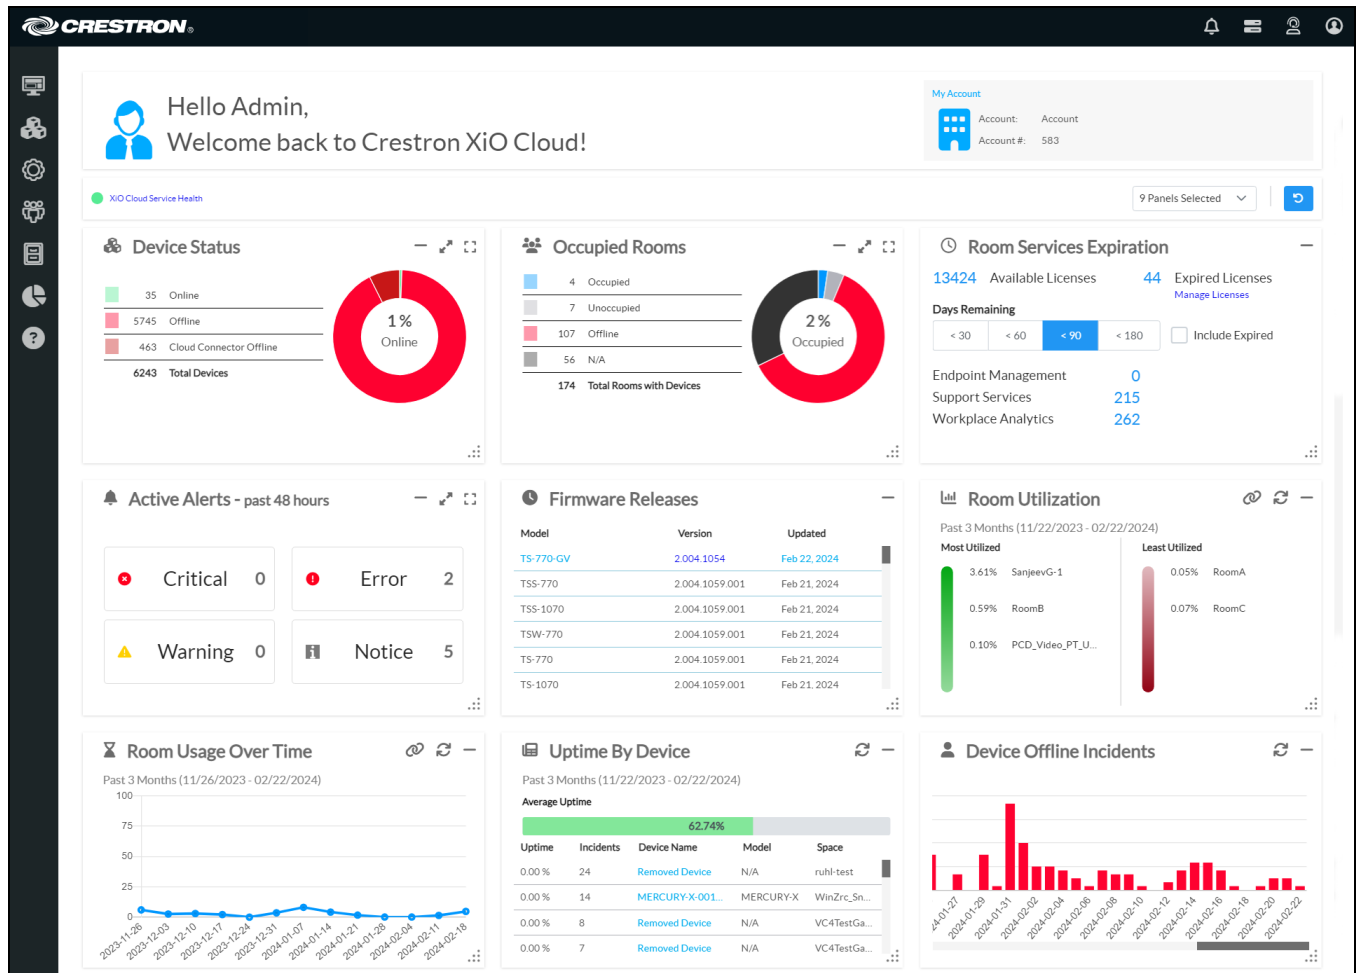 CRESTRON®
Hello Admin,
Welcome back to Crestron XiO Cloud!
My Account
Account: Account
Account #: 583
XiO Cloud Service Health
9 Panels Selected
Device Status
35 Online
5745 Offline
463 Cloud Connector Offline
6243 Total Devices
1%
Online
Occupied Rooms
4 Occupied
7 Unoccupied
107 Offline
56 N/A
174 Total Rooms with Devices
2%
Occupied
Room Services Expiration
13424 Available Licenses 44 Expired Licenses
Manage Licenses
Days Remaining
< 30 < 60 < 90 < 180 Include Expired
Endpoint Management 0
Support Services 215
Workplace Analytics 262
Active Alerts - past 48 hours
Critical 0
Error 2
Warning 0
Notice 5
Firmware Releases
Model Version Updated
TS-770-GV 2.004.1054 Feb 22, 2024
TSS-770 2.004.1059.001 Feb 21, 2024
TSS-1070 2.004.1059.001 Feb 21, 2024
TSW-770 2.004.1059.001 Feb 21, 2024
TS-770 2.004.1059.001 Feb 21, 2024
TS-1070 2.004.1059.001 Feb 21, 2024
Room Utilization
Past 3 Months (11/22/2023 - 02/22/2024)
Most Utilized
3.61% SanjeevG-1
0.59% RoomB
0.10% PCD_Video_PT_U...
Least Utilized
0.05% RoomA
0.07% RoomC
Room Usage Over Time
Past 3 Months (11/26/2023 - 02/22/2024)
100
75
50
25
0
2023-11-26
2023-12-03
2023-12-10
2023-12-17
2023-12-24
2023-12-31
2024-01-07
2024-01-14
2024-01-21
2024-01-28
2024-02-04
2024-02-11
2024-02-18
Uptime By Device
Past 3 Months (11/22/2023 - 02/22/2024)
Average Uptime
62.74%
Uptime Incidents Device Name Model Space
0.00 % 24 Removed Device N/A ruhl-test
0.00 % 14 MERCURY-X-001... MERCURY-X WinZrc_Sn...
0.00 % 8 Removed Device N/A VC4TestGa...
0.00 % 7 Removed Device N/A VC4TestGa...
Device Offline Incidents
24-01-27
2024-01-29
2024-01-31
2024-02-02
2024-02-04
2024-02-06
2024-02-08
2024-02-10
2024-02-12
2024-02-14
2024-02-16
2024-02-18
2024-02-20
2024-02-22